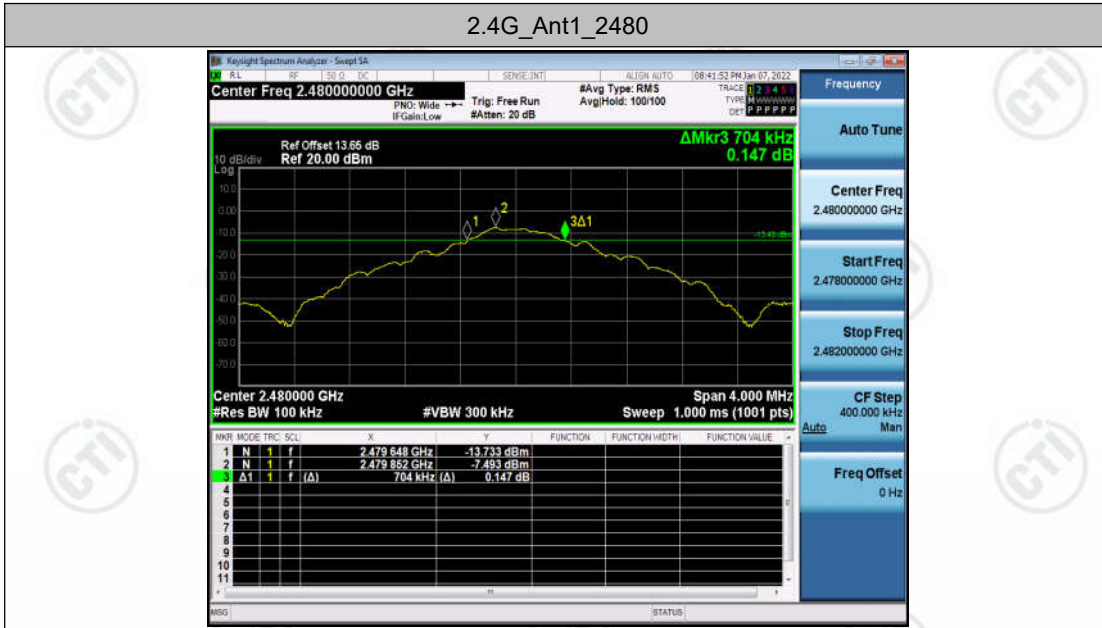 2.4G_Ant1_2480
CTI
CTI
Keysight Spectrum Analyzer - Swept SA
RL RF 50 Ω DC SENSE:INT ALIGN AUTO 08:41:52 PM Jan 07, 2022
Center Freq 2.480000000 GHz
PNO: Wide
IFGain:Low
Trig: Free Run
#Atten: 20 dB
#Avg Type: RMS
Avg|Hold: 100/100
TRACE 1 2 3 4 5 6
TYPE M W W W W W
DET P P P P P P
Ref Offset 13.65 dB
10 dB/div Ref 20.00 dBm
Log
ΔMkr3 704 kHz
0.147 dB
10.0
0.00
-10.0
-20.0
-30.0
-40.0
-50.0
-60.0
-70.0
1
2
3Δ1
Center 2.480000 GHz Span 4.000 MHz
#Res BW 100 kHz #VBW 300 kHz Sweep 1.000 ms (1001 pts)
MKR MODE TRC SCL X Y FUNCTION FUNCTION WIDTH FUNCTION VALUE
1 N 1 f 2.479 648 GHz -13.733 dBm
2 N 1 f 2.479 852 GHz -7.493 dBm
3 Δ1 1 f (Δ) 704 kHz (Δ) 0.147 dB
4
5
6
7
8
9
10
11
MSG STATUS
Frequency
Auto Tune
Center Freq
2.480000000 GHz
Start Freq
2.478000000 GHz
Stop Freq
2.482000000 GHz
CF Step
400.000 kHz
Auto Man
Freq Offset
0 Hz
CTI
CTI